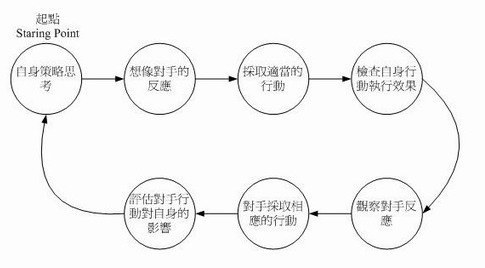 起點
Staring Point
自身策略思
考
想像對手的
反應
採取適當的
行動
檢查自身行
動執行效果
觀察對手反
應
對手採取相
應的行動
評估對手行
動對自身的
影響